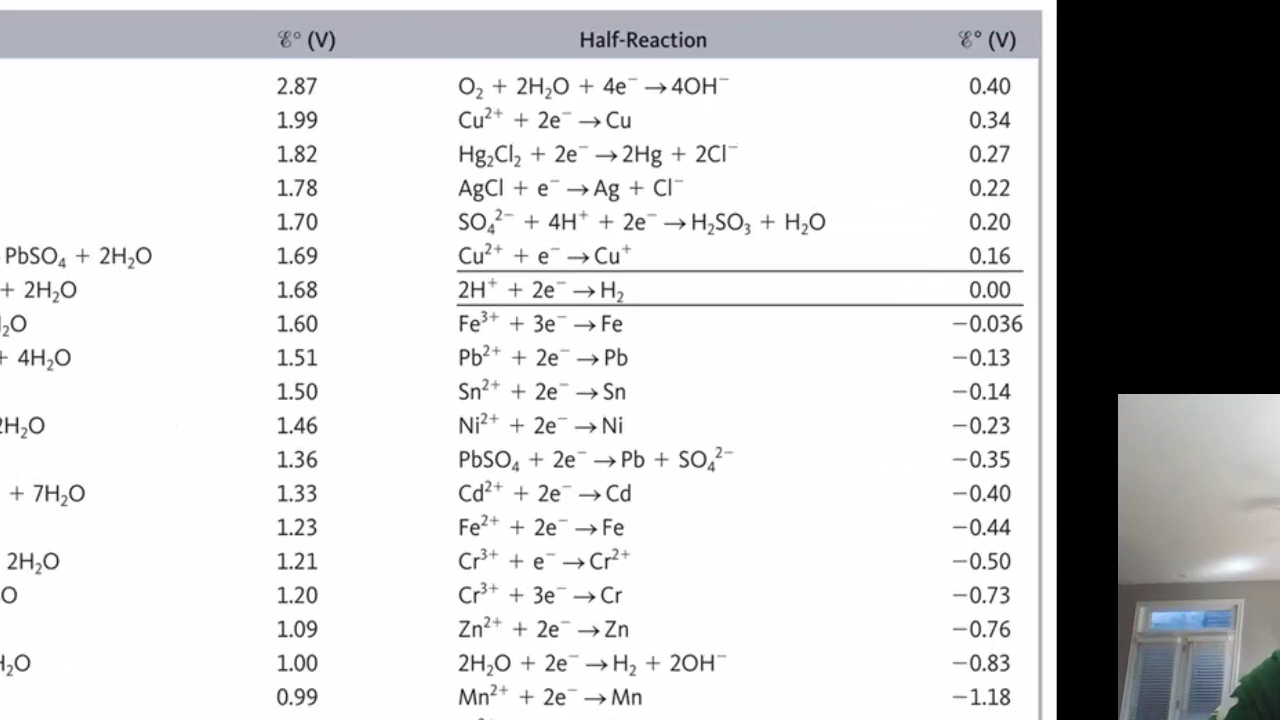 ℰ° (V) Half-Reaction ℰ° (V)
2.87 O₂ + 2H₂O + 4e⁻ → 4OH⁻ 0.40
1.99 Cu²⁺ + 2e⁻ → Cu 0.34
1.82 Hg₂Cl₂ + 2e⁻ → 2Hg + 2Cl⁻ 0.27
1.78 AgCl + e⁻ → Ag + Cl⁻ 0.22
1.70 SO₄²⁻ + 4H⁺ + 2e⁻ → H₂SO₃ + H₂O 0.20
PbSO₄ + 2H₂O 1.69 Cu²⁺ + e⁻ → Cu⁺ 0.16
+ 2H₂O 1.68 2H⁺ + 2e⁻ → H₂ 0.00
₂O 1.60 Fe³⁺ + 3e⁻ → Fe −0.036
+ 4H₂O 1.51 Pb²⁺ + 2e⁻ → Pb −0.13
1.50 Sn²⁺ + 2e⁻ → Sn −0.14
2H₂O 1.46 Ni²⁺ + 2e⁻ → Ni −0.23
1.36 PbSO₄ + 2e⁻ → Pb + SO₄²⁻ −0.35
+ 7H₂O 1.33 Cd²⁺ + 2e⁻ → Cd −0.40
1.23 Fe²⁺ + 2e⁻ → Fe −0.44
2H₂O 1.21 Cr³⁺ + e⁻ → Cr²⁺ −0.50
O 1.20 Cr³⁺ + 3e⁻ → Cr −0.73
1.09 Zn²⁺ + 2e⁻ → Zn −0.76
H₂O 1.00 2H₂O + 2e⁻ → H₂ + 2OH⁻ −0.83
0.99 Mn²⁺ + 2e⁻ → Mn −1.18